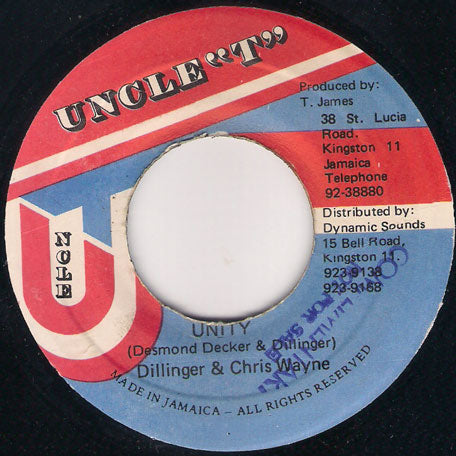 UNCLE "T"
Produced by:
T. James
38 St. Lucia
Road.
Kingston 11
Jamaica
Telephone
92-38880
Distributed by:
Dynamic Sounds
15 Bell Road,
Kingston 11.
923-9138
923-9168
U
NCLE
T
UNITY
(Desmond Decker & Dillinger)
Dillinger & Chris Wayne
MADE IN JAMAICA - ALL RIGHTS RESERVED
FOR SALE